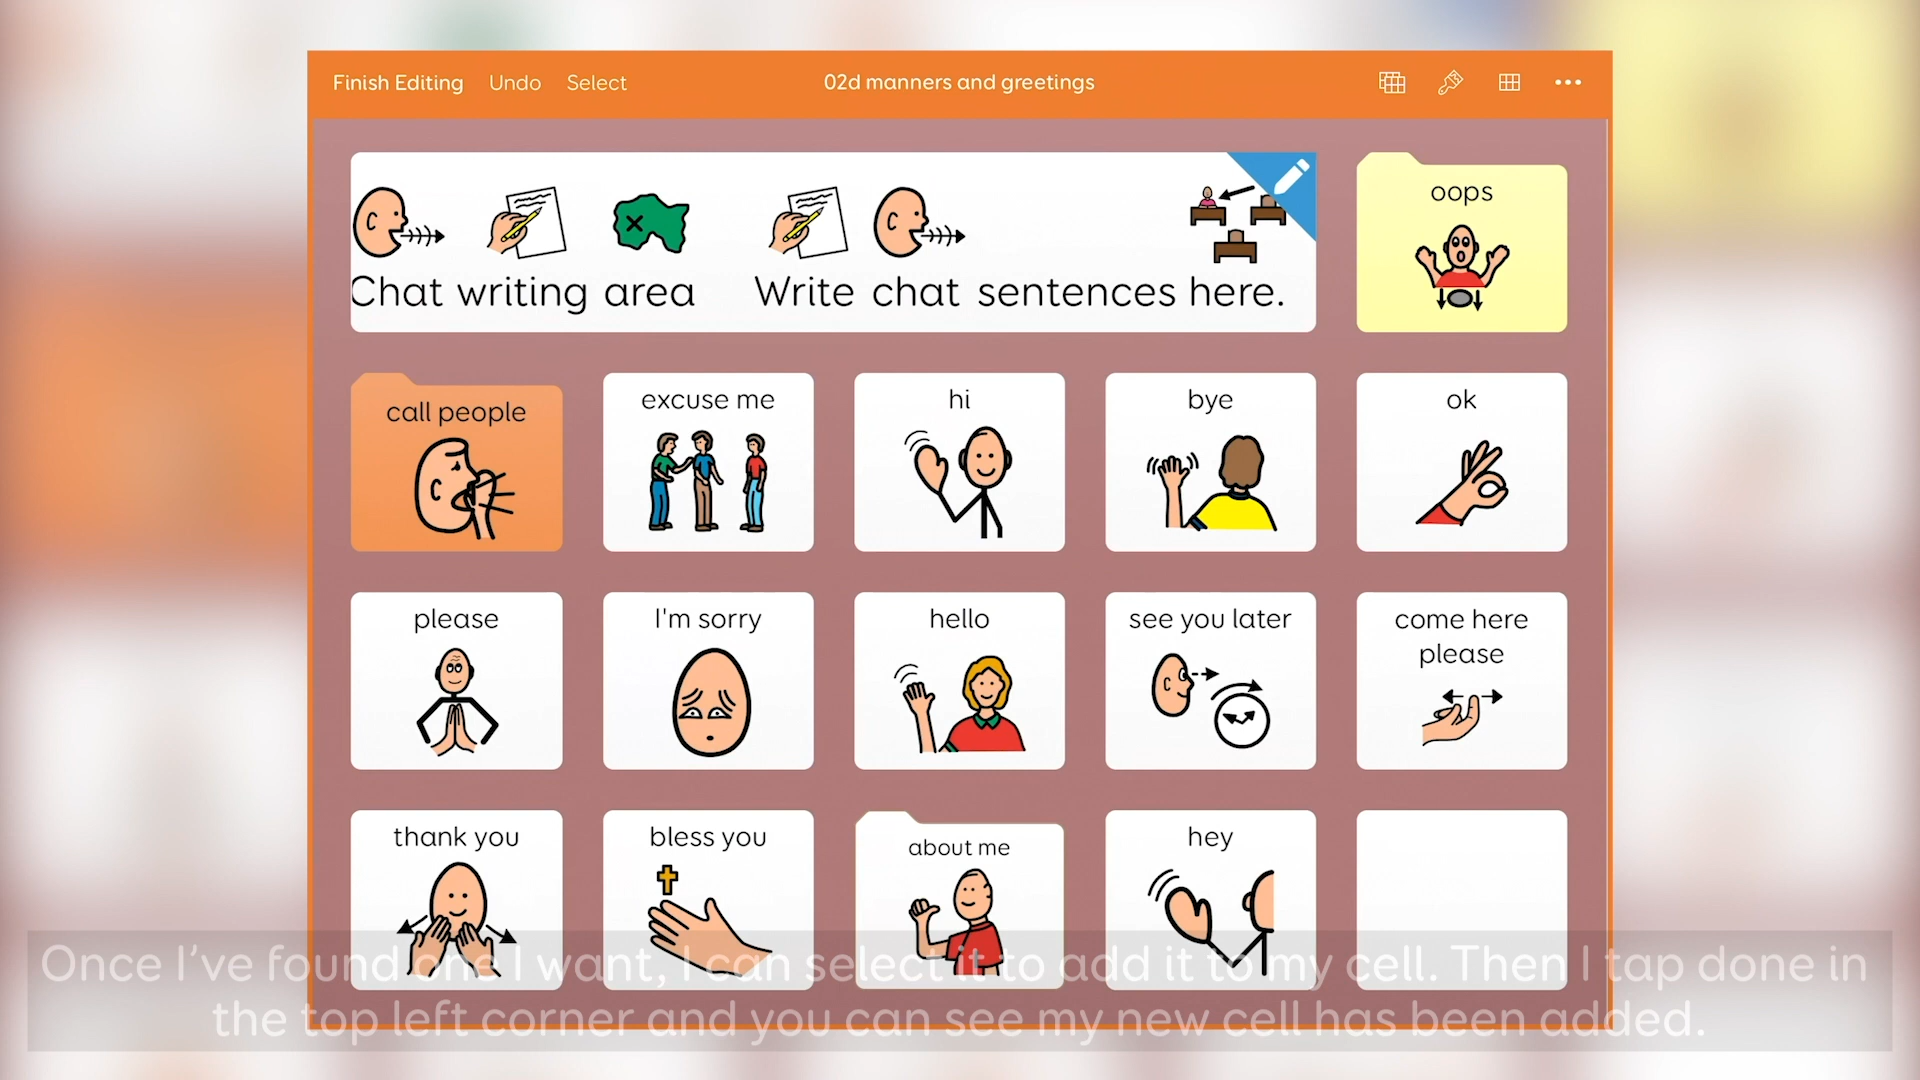 Finish Editing Undo Select 02d manners and greetings
Chat writing area Write chat sentences here.
oops
call people
excuse me
hi
bye
ok
please
I'm sorry
hello
see you later
come here
please
thank you
bless you
about me
hey
Once I've found one I want, I can select it to add it to my cell. Then I tap done in
the top left corner and you can see my new cell has been added.